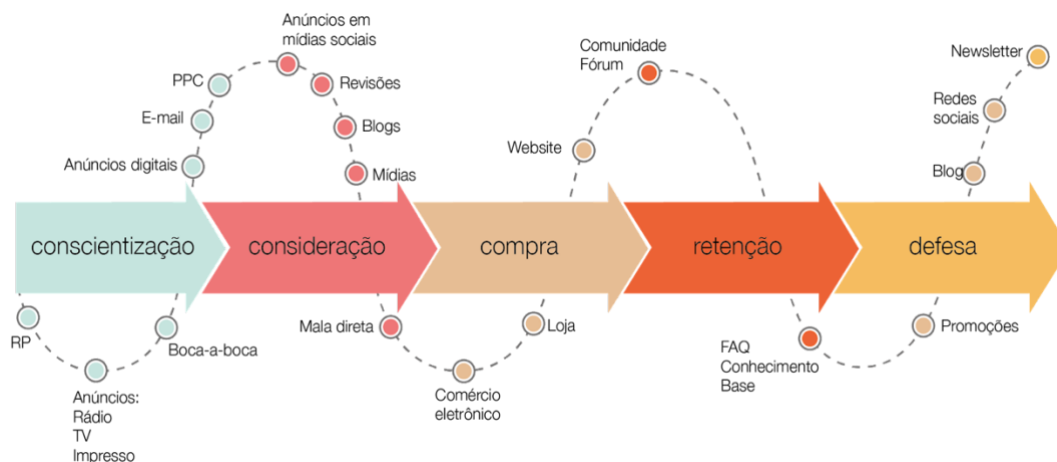 Anúncios em
mídias sociais
PPC
Revisões
E-mail
Blogs
Anúncios digitais
Mídias
Comunidade
Fórum
Website
Newsletter
Redes
sociais
Blog
conscientização
consideração
compra
retenção
defesa
RP
Boca-a-boca
Anúncios:
Rádio
TV
Impresso
Mala direta
Loja
Comércio
eletrônico
FAQ
Conhecimento
Base
Promoções